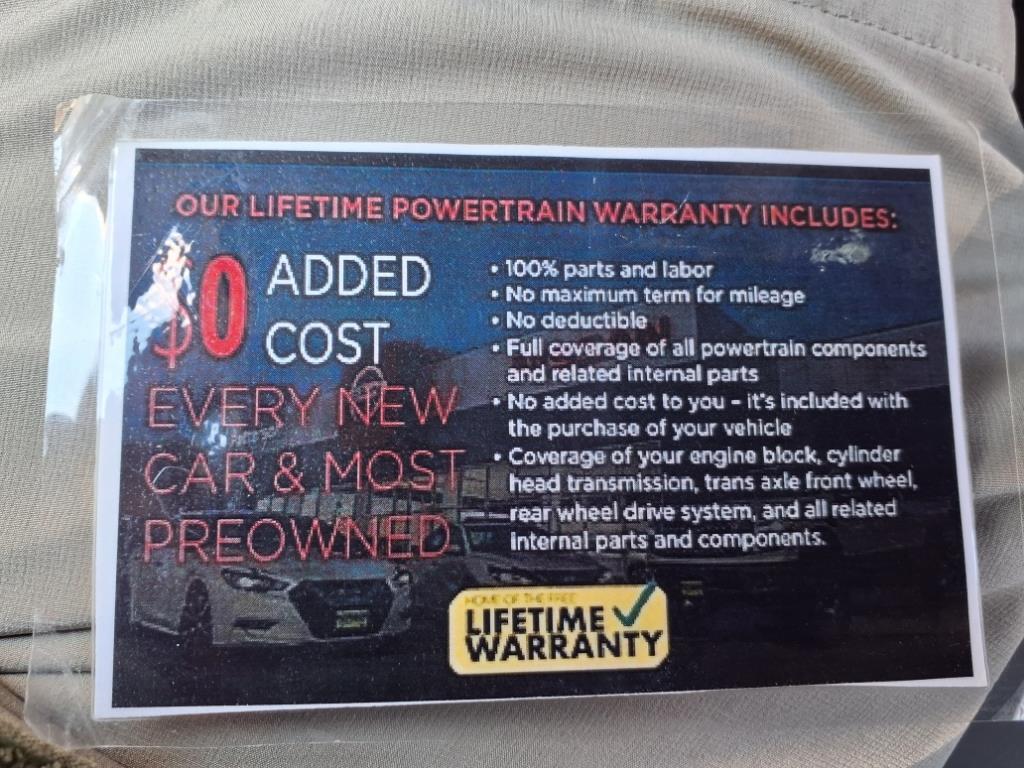 OUR LIFETIME POWERTRAIN WARRANTY INCLUDES:
$0 ADDED
COST
EVERY NEW
CAR & MOST
PREOWNED
• 100% parts and labor
• No maximum term for mileage
• No deductible
• Full coverage of all powertrain components
and related internal parts
• No added cost to you – it's included with
the purchase of your vehicle
• Coverage of your engine block, cylinder
head transmission, trans axle front wheel,
rear wheel drive system, and all related
internal parts and components.
HOME OF THE FREE
LIFETIME
WARRANTY